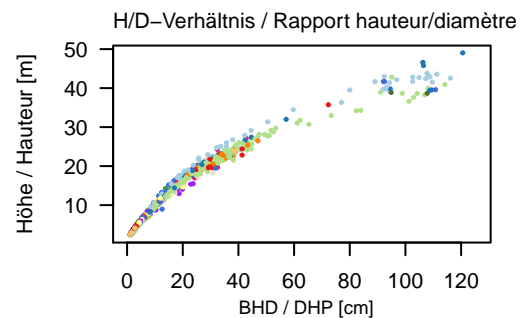 H/D−Verhältnis / Rapport hauteur/diamètre
50
40
30
20
10
Höhe / Hauteur [m]
0 20 40 60 80 100 120
BHD / DHP [cm]